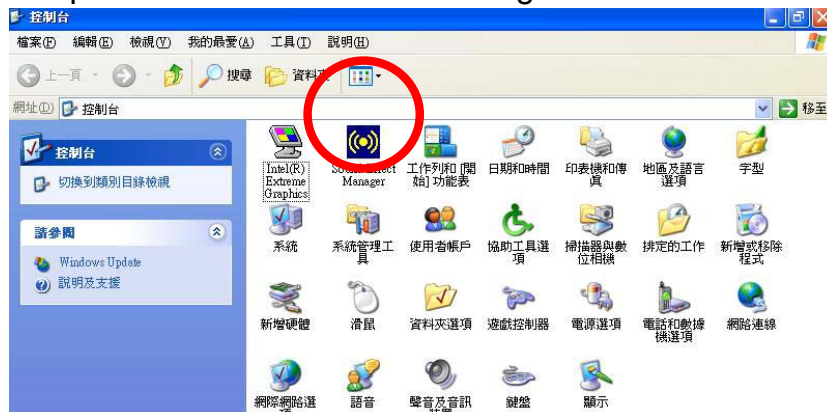 控制台
檔案(F) 編輯(E) 檢視(V) 我的最愛(A) 工具(T) 說明(H)
上一頁 搜尋 資料夾
網址(D) 控制台 移至
控制台
切換到類別目錄檢視
請參閱
Windows Update
說明及支援
Intel(R)
Extreme
Graphics
Sound Effect
Manager
工作列和 [開
始] 功能表
日期和時間
印表機和傳
真
地區及語言
選項
字型
系統
系統管理工
具
使用者帳戶
協助工具選
項
掃描器與數
位相機
排定的工作
新增或移除
程式
新增硬體
滑鼠
資料夾選項
遊戲控制器
電源選項
電話和數據
機選項
網路連線
網際網路選
項
語音
聲音及音訊
裝置
鍵盤
顯示